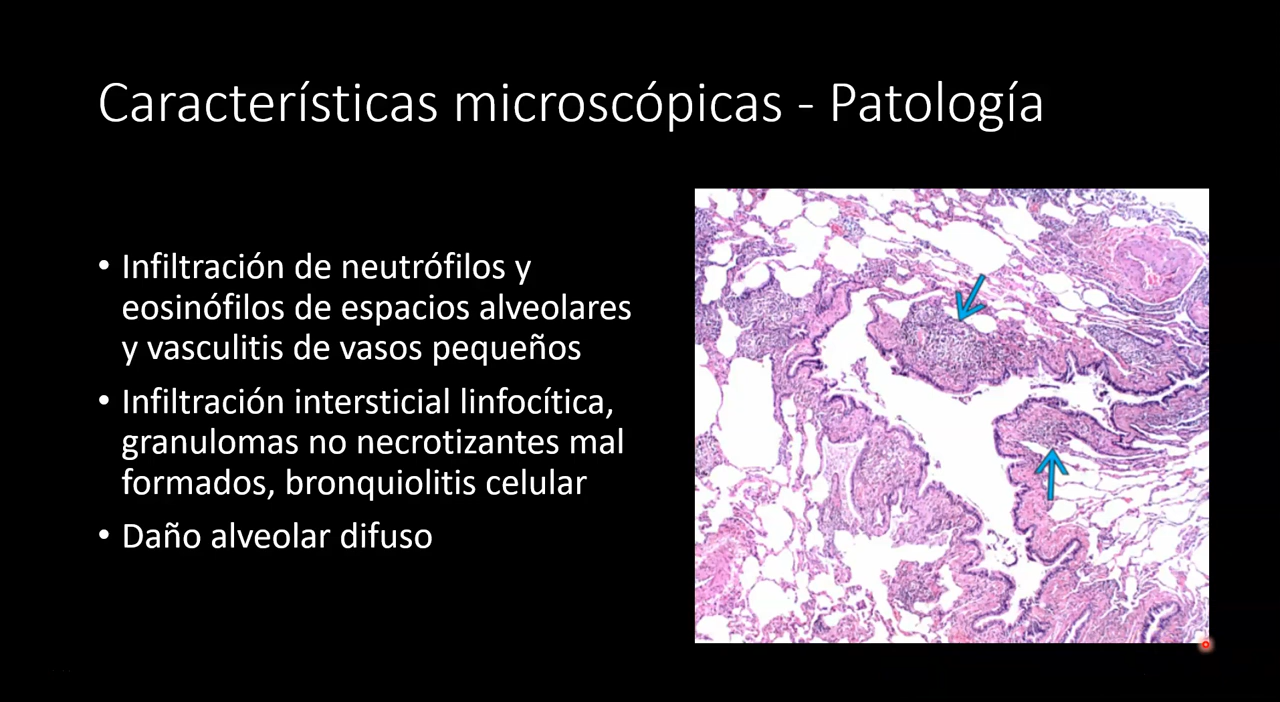 Características microscópicas - Patología
• Infiltración de neutrófilos y
eosinófilos de espacios alveolares
y vasculitis de vasos pequeños
• Infiltración intersticial linfocítica,
granulomas no necrotizantes mal
formados, bronquiolitis celular
• Daño alveolar difuso